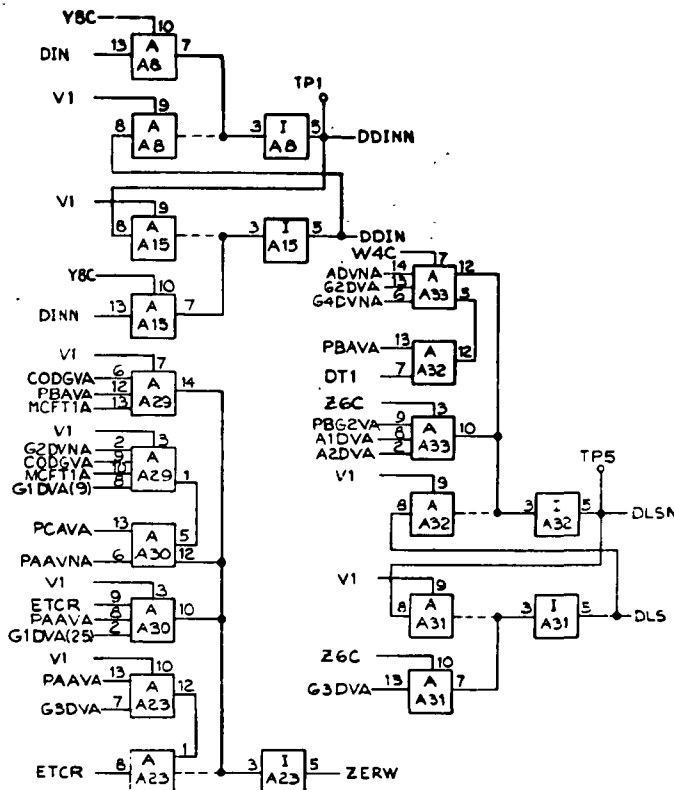 Y8C
10
DIN 13 A A8 7
TP1
V1
9
8 A A8 3 I A8 5 DDINN
V1
9
8 A A15 3 I A15 5 DDIN
Y8C
10
DINN 13 A A15 7
V1
7
CODGVA 6
PBAVA 12 A A29 14
MCFT1A 13
V1
3
G2DVNA 2
CODGVA 9 A A29
MCFT1A 10 1
G1DVA(9) 8
PCAVA 13 A A30 5
PAAVNA 6 12
V1
3
ETCR 9
PAAVA 8 A A30 10
G1DVA(25) 2
V1
10
PAAVA 13 A A23 12
G3DVA 7
1
ETCR 8 A A23 3 I A23 5 ZERW
W4C
7
ADVNA 14 A A33 12
G2DVA 13
G4DVNA 6 5
PBAVA 13 A A32 12
DT1 7
Z6C
3
PBG2VA 9
A1DVA 8 A A33 10
A2DVA 2
TP5
V1
9
8 A A32 3 I A32 5 DLSN
V1
9
8 A A31 3 I A31 5 DLS
Z6C
10
G3DVA 13 A A31 7